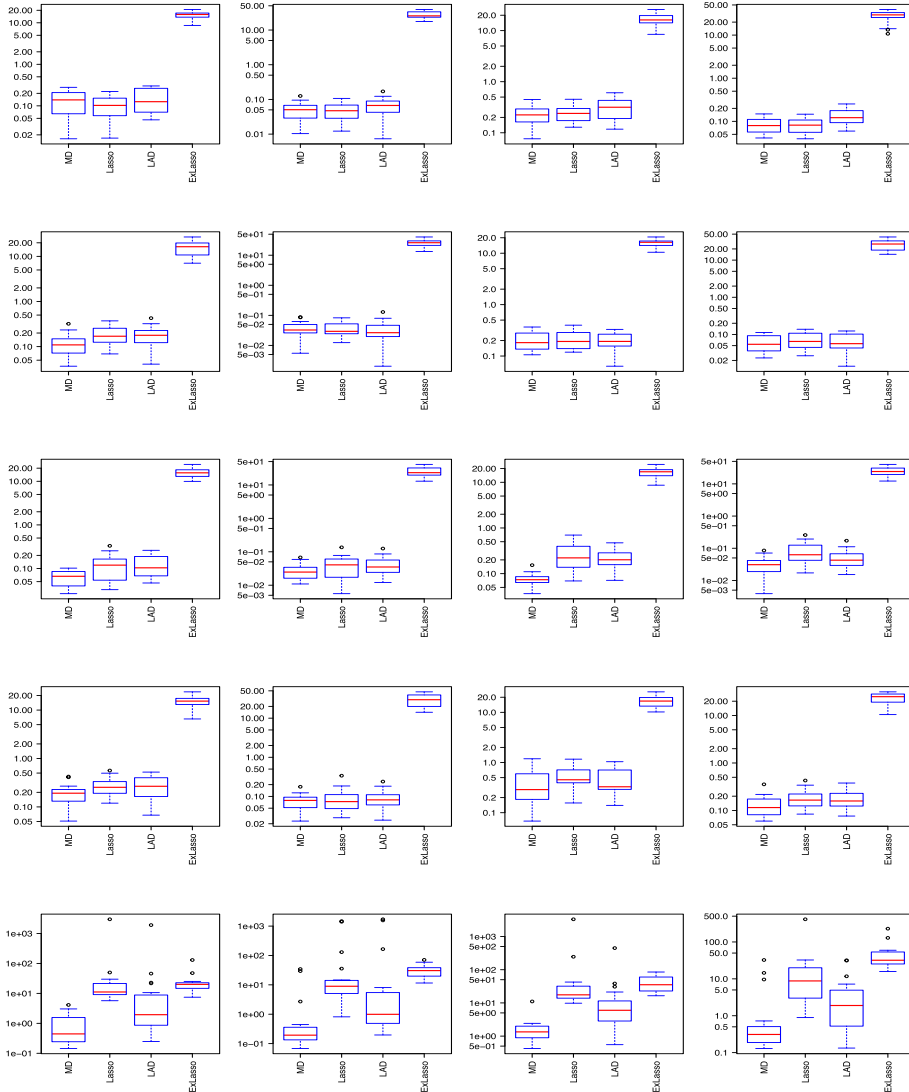 20.00
10.00
5.00
2.00
1.00
0.50
0.20
0.10
0.05
0.02
MD
Lasso
LAD
ExLasso
50.00
10.00
5.00
1.00
0.50
0.10
0.05
0.01
MD
Lasso
LAD
ExLasso
20.0
10.0
5.0
2.0
1.0
0.5
0.2
0.1
MD
Lasso
LAD
ExLasso
50.00
20.00
10.00
5.00
2.00
1.00
0.50
0.20
0.10
0.05
MD
Lasso
LAD
ExLasso
20.00
10.00
5.00
2.00
1.00
0.50
0.20
0.10
0.05
MD
Lasso
LAD
ExLasso
5e+01
1e+01
5e+00
1e+00
5e−01
1e−01
5e−02
1e−02
5e−03
MD
Lasso
LAD
ExLasso
20.0
10.0
5.0
2.0
1.0
0.5
0.2
0.1
MD
Lasso
LAD
ExLasso
50.00
20.00
10.00
5.00
2.00
1.00
0.50
0.20
0.10
0.05
0.02
MD
Lasso
LAD
ExLasso
20.00
10.00
5.00
2.00
1.00
0.50
0.20
0.10
0.05
MD
Lasso
LAD
ExLasso
5e+01
1e+01
5e+00
1e+00
5e−01
1e−01
5e−02
1e−02
5e−03
MD
Lasso
LAD
ExLasso
20.00
10.00
5.00
2.00
1.00
0.50
0.20
0.10
0.05
MD
Lasso
LAD
ExLasso
5e+01
1e+01
5e+00
1e+00
5e−01
1e−01
5e−02
1e−02
5e−03
MD
Lasso
LAD
ExLasso
20.00
10.00
5.00
2.00
1.00
0.50
0.20
0.10
0.05
MD
Lasso
LAD
ExLasso
50.00
20.00
10.00
5.00
2.00
1.00
0.50
0.20
0.10
0.05
0.02
MD
Lasso
LAD
ExLasso
20.0
10.0
5.0
2.0
1.0
0.5
0.2
0.1
MD
Lasso
LAD
ExLasso
20.00
10.00
5.00
2.00
1.00
0.50
0.20
0.10
0.05
MD
Lasso
LAD
ExLasso
1e+03
1e+02
1e+01
1e+00
1e−01
MD
Lasso
LAD
ExLasso
1e+03
1e+02
1e+01
1e+00
1e−01
MD
Lasso
LAD
ExLasso
1e+03
5e+02
1e+02
5e+01
1e+01
5e+00
1e+00
5e−01
MD
Lasso
LAD
ExLasso
500.0
100.0
50.0
10.0
5.0
1.0
0.5
0.1
MD
Lasso
LAD
ExLasso